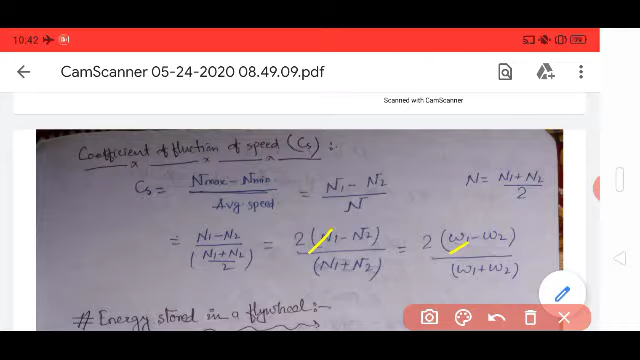 10:42
39
CamScanner 05-24-2020 08.49.09.pdf
Scanned with CamScanner
Coefficient of fluction of speed (Cs) :-
Cs = Nmax - Nmin / Avg speed = N1 - N2 / N
N = N1 + N2 / 2
= N1 - N2 / (N1 + N2 / 2) = 2 (N1 - N2) / (N1 + N2) = 2 (ω1 - ω2) / (ω1 + ω2)
# Energy stored in a flywheel :-